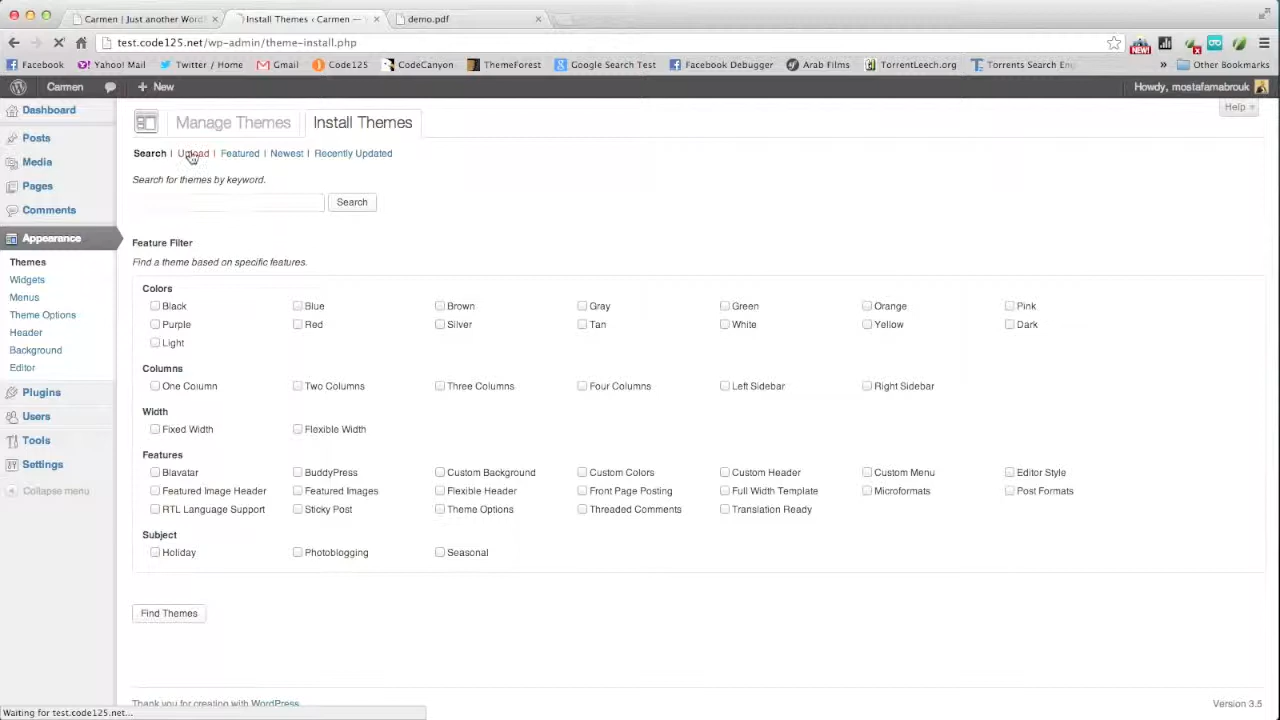 Carmen | Just another Word
Install Themes ‹ Carmen —
demo.pdf
test.code125.net/wp-admin/theme-install.php
NEW!
Facebook Yahoo! Mail Twitter / Home Gmail Code125 CodeCanyon ThemeForest Google Search Test Facebook Debugger Arab Films TorrentLeech.org Torrents Search En » Other Bookmarks
Carmen + New Howdy, mostafamabrouk
Help
Dashboard
Posts
Media
Pages
Comments
Appearance
Themes
Widgets
Menus
Theme Options
Header
Background
Editor
Plugins
Users
Tools
Settings
Collapse menu
Manage Themes Install Themes
Search | Upload | Featured | Newest | Recently Updated
Search for themes by keyword.
Search
Feature Filter
Find a theme based on specific features.
Colors
Black Blue Brown Gray Green Orange Pink
Purple Red Silver Tan White Yellow Dark
Light
Columns
One Column Two Columns Three Columns Four Columns Left Sidebar Right Sidebar
Width
Fixed Width Flexible Width
Features
Blavatar BuddyPress Custom Background Custom Colors Custom Header Custom Menu Editor Style
Featured Image Header Featured Images Flexible Header Front Page Posting Full Width Template Microformats Post Formats
RTL Language Support Sticky Post Theme Options Threaded Comments Translation Ready
Subject
Holiday Photoblogging Seasonal
Find Themes
Thank you for creating with WordPress. Version 3.5
Waiting for test.code125.net...